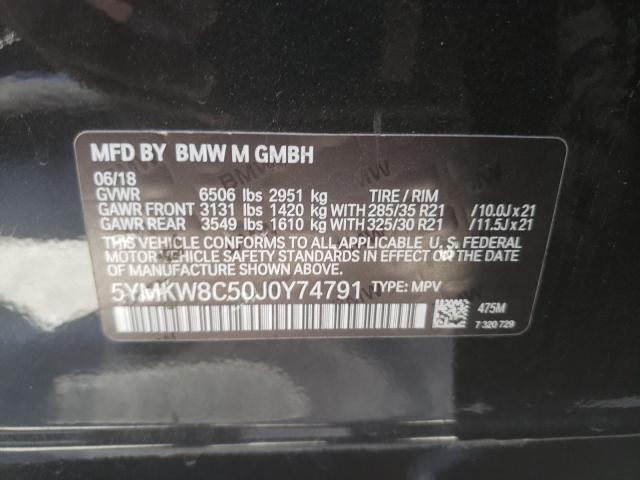 MFD BY BMW M GMBH
06/18
GVWR 6506 lbs 2951 kg TIRE / RIM
GAWR FRONT 3131 lbs 1420 kg WITH 285/35 R21 /10.0J x 21
GAWR REAR 3549 lbs 1610 kg WITH 325/30 R21 /11.5J x 21
THIS VEHICLE CONFORMS TO ALL APPLICABLE U. S. FEDERAL
MOTOR VEHICLE SAFETY STANDARDS IN EFFECT ON THE DATE OF
MANUFACTURE SHOWN ABOVE.
5YMKW8C50J0Y74791 TYPE: MPV
475M
7 320 729